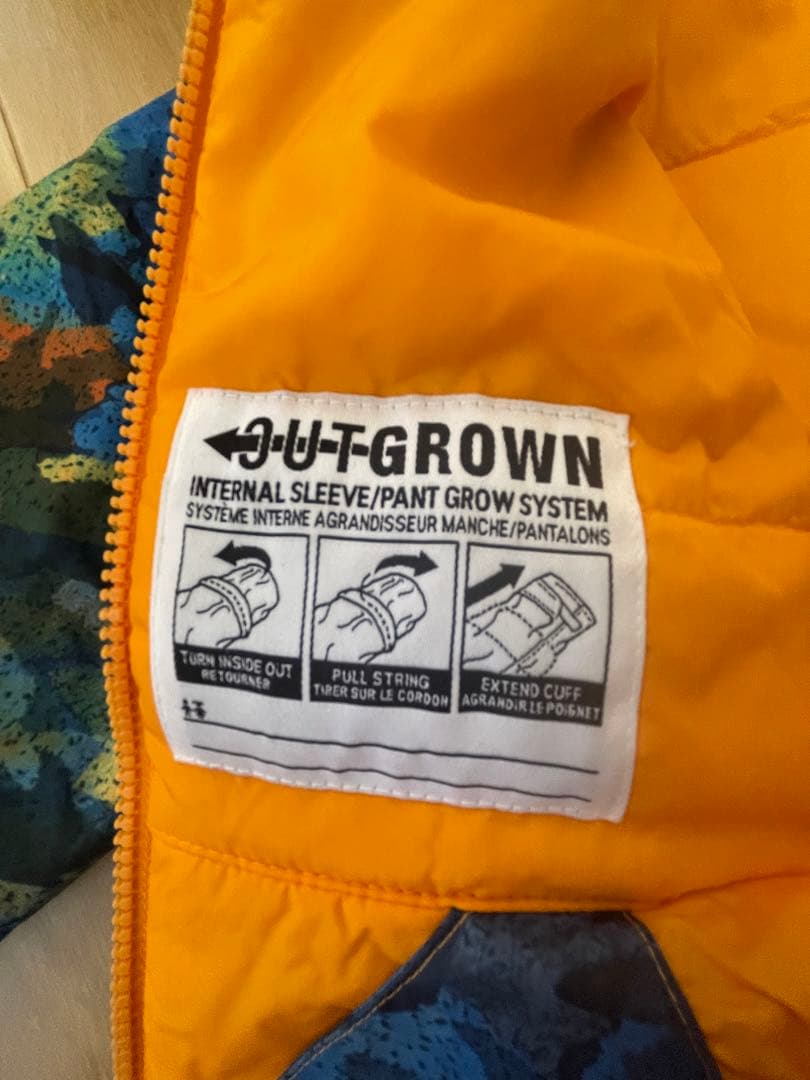 OUTGROWN
INTERNAL SLEEVE/PANT GROW SYSTEM
SYSTÈME INTERNE AGRANDISSEUR MANCHE/PANTALONS
TURN INSIDE OUT
RETOURNER
PULL STRING
TIRER SUR LE CORDON
EXTEND CUFF
AGRANDIR LE POIGNET